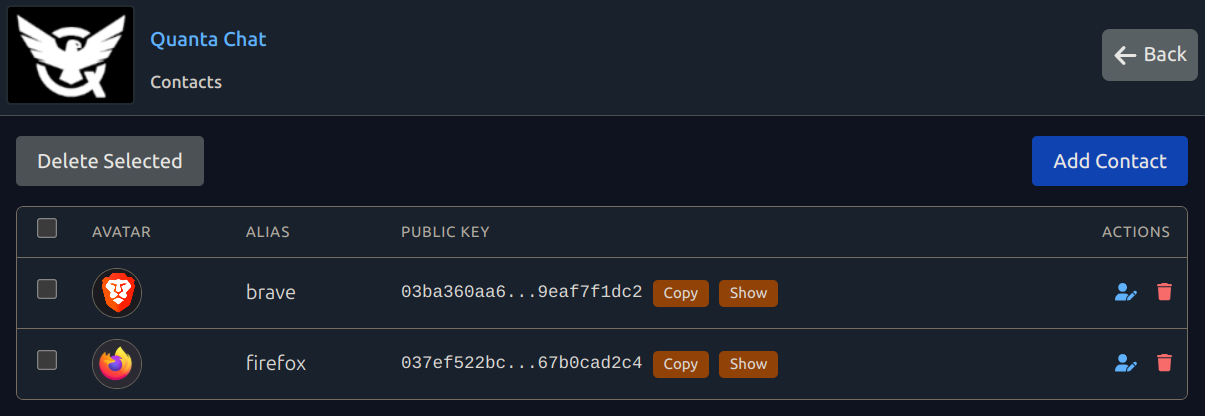 Quanta Chat
Contacts
Back
Delete Selected
Add Contact
AVATAR ALIAS PUBLIC KEY ACTIONS
brave 03ba360aa6...9eaf7f1dc2 Copy Show
firefox 037ef522bc...67b0cad2c4 Copy Show